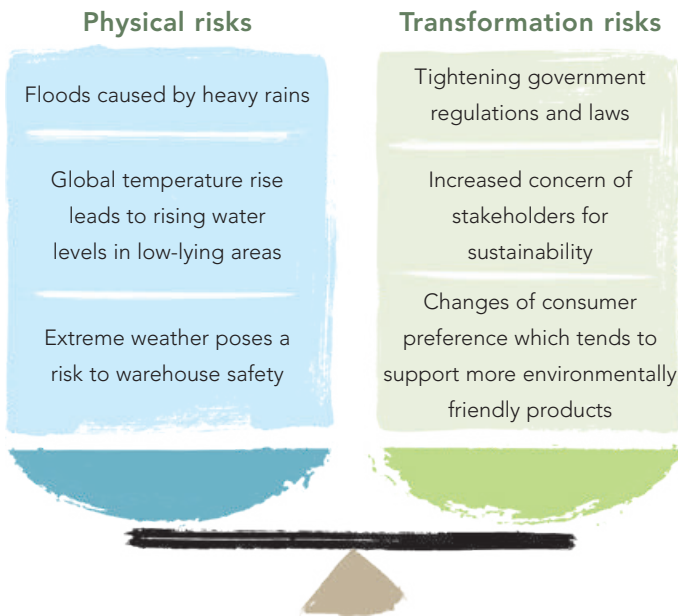 Physical risks
Floods caused by heavy rains
Global temperature rise
leads to rising water
levels in low-lying areas
Extreme weather poses a
risk to warehouse safety
Transformation risks
Tightening government
regulations and laws
Increased concern of
stakeholders for
sustainability
Changes of consumer
preference which tends to
support more environmentally
friendly products